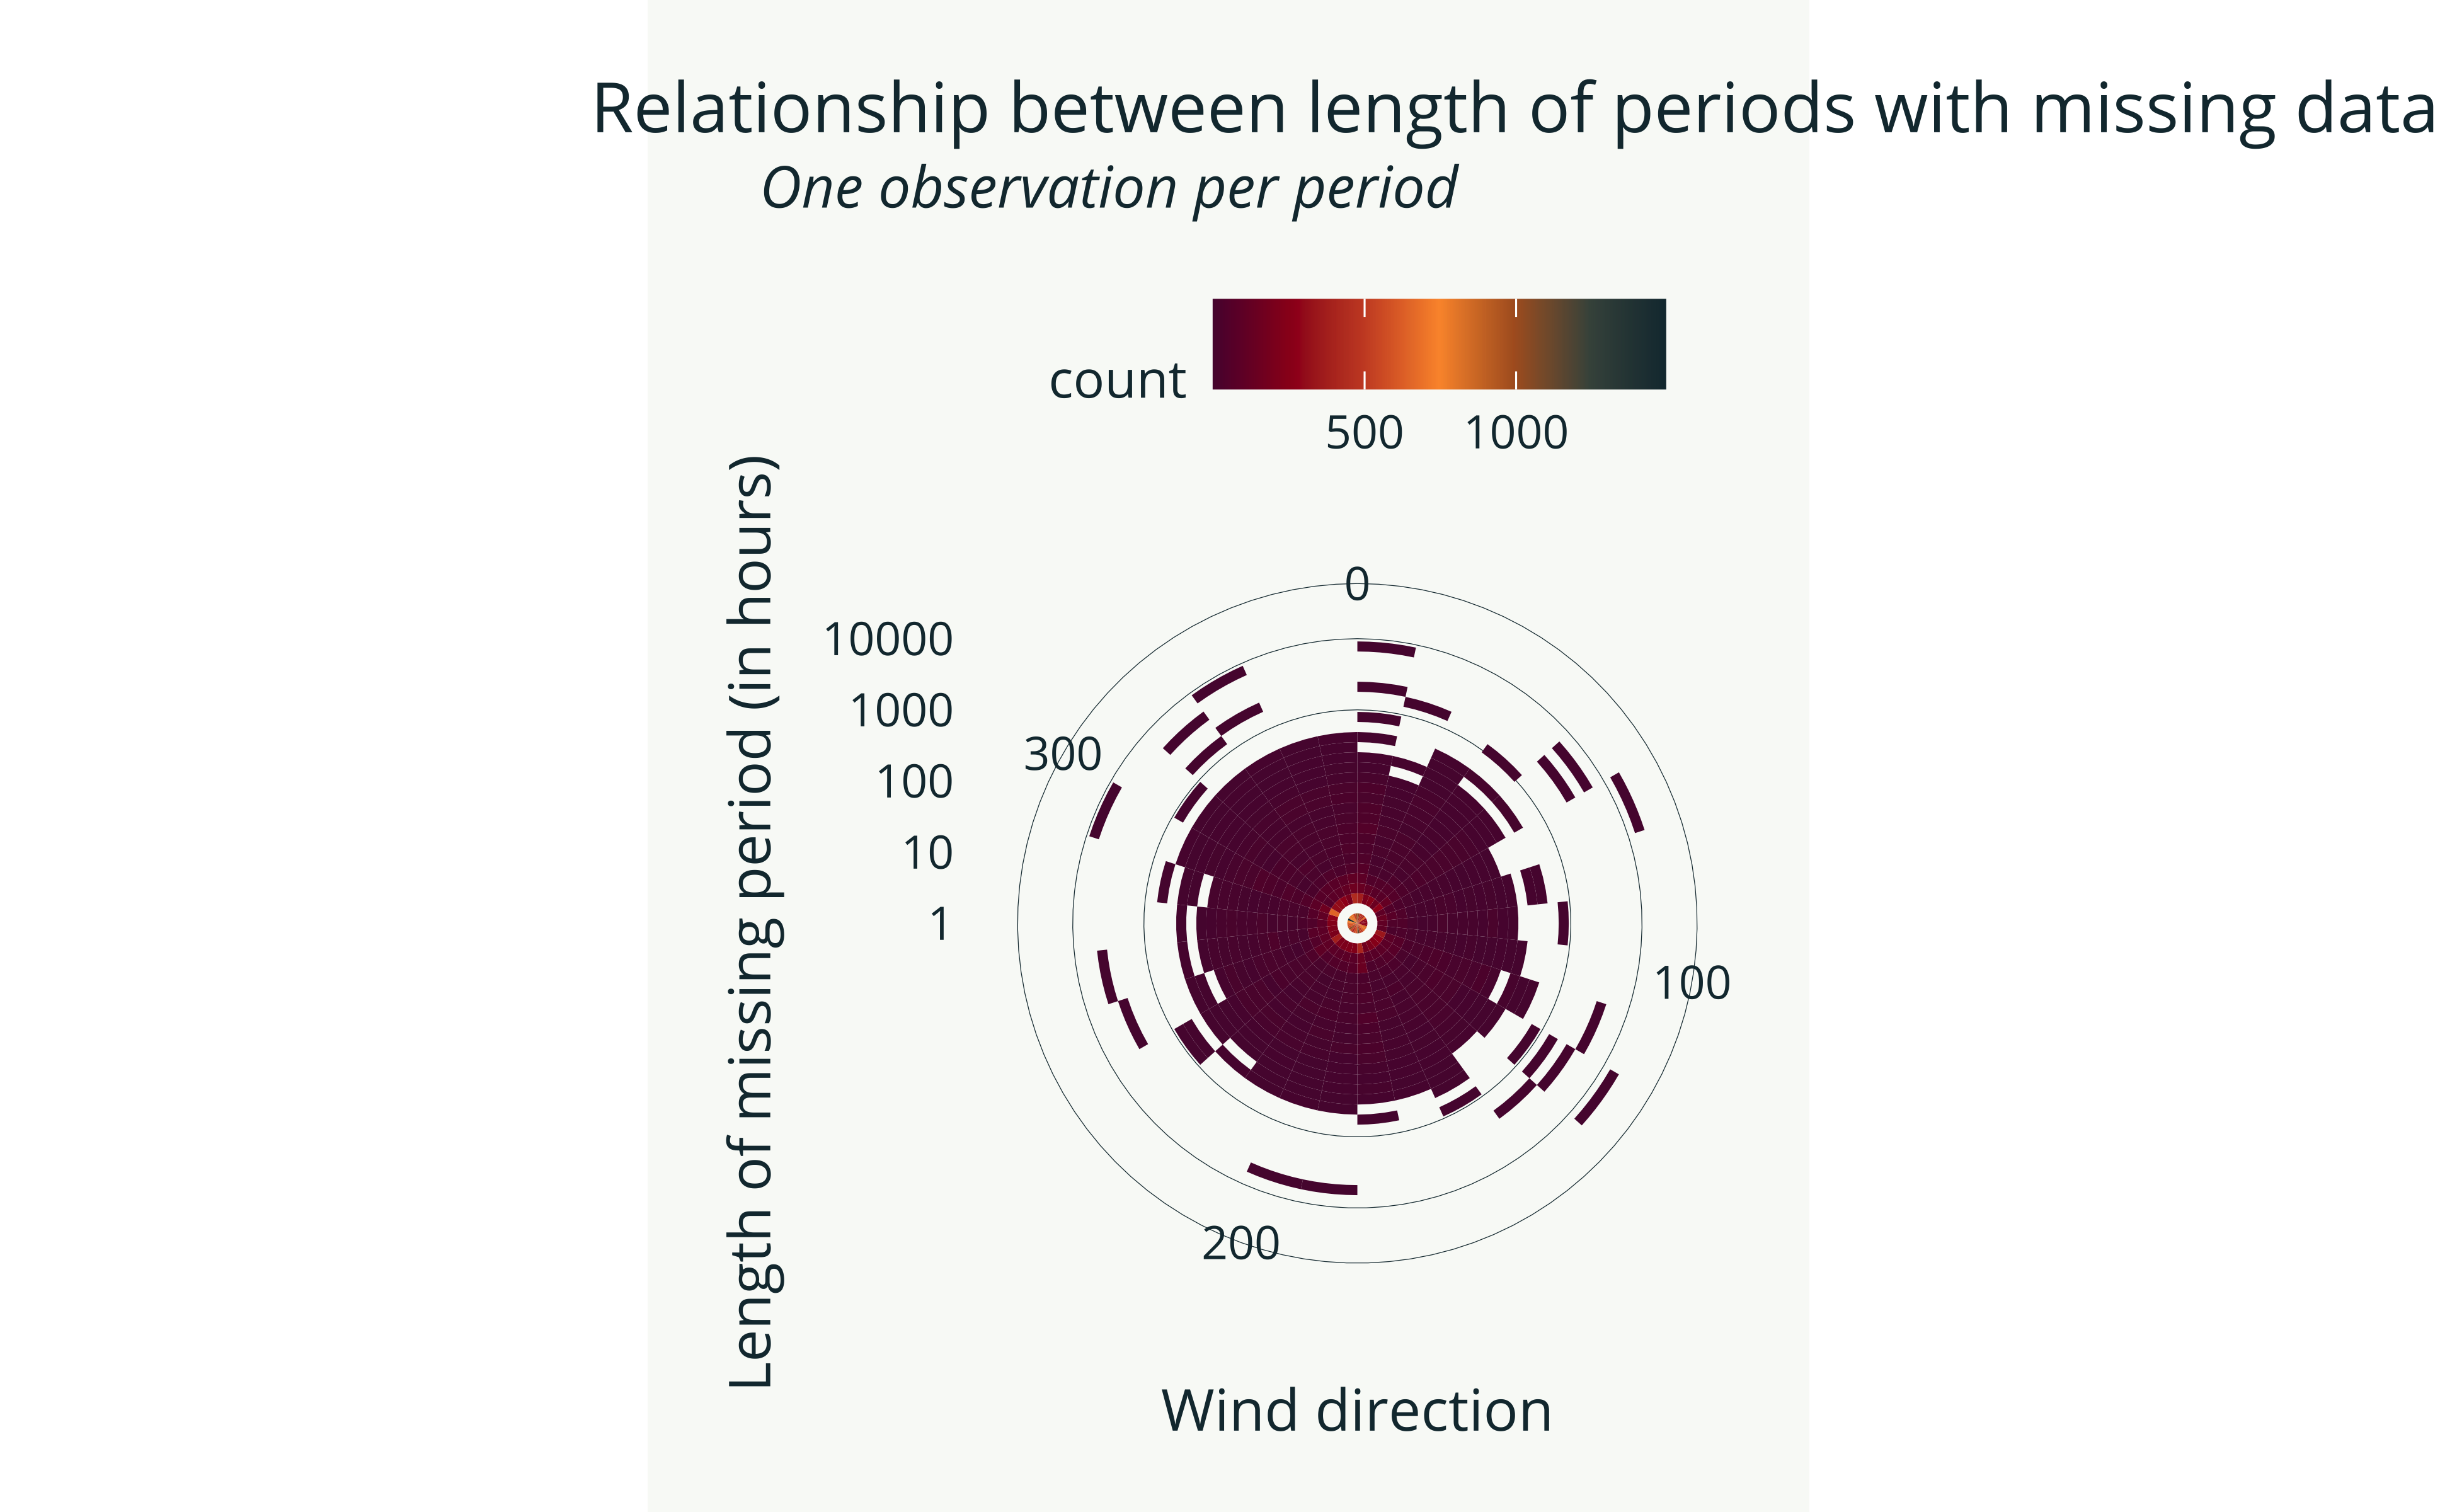 Relationship between length of periods with missing data
One observation per period
count
500 1000
Length of missing period (in hours)
10000
1000
100
10
1
0
300
100
200
Wind direction